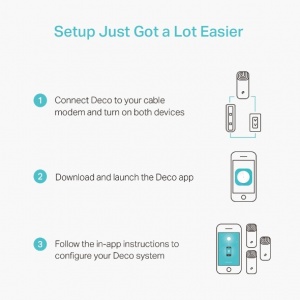 Setup Just Got a Lot Easier
1 Connect Deco to your cable
modem and turn on both devices
2 Download and launch the Deco app
3 Follow the in-app instructions to
configure your Deco system